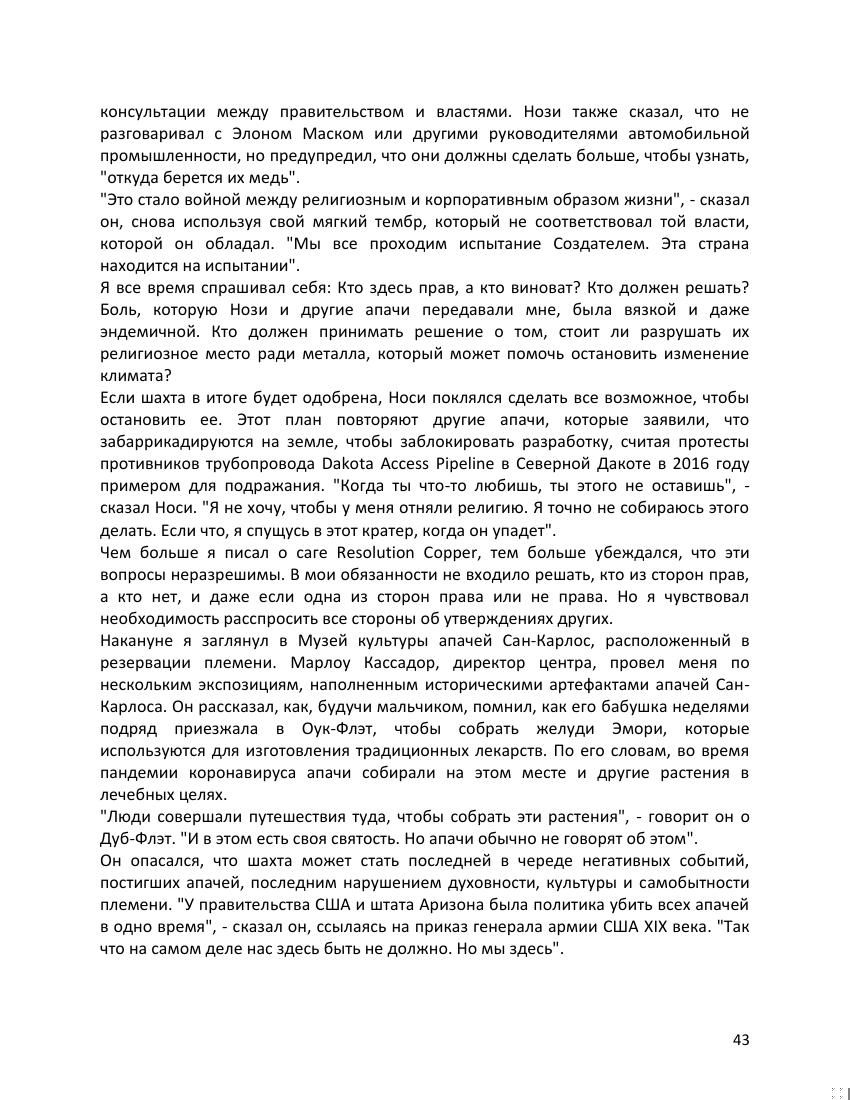 консультации между правительством и властями. Нози также сказал, что не
разговаривал с Элоном Маском или другими руководителями автомобильной
промышленности, но предупредил, что они должны сделать больше, чтобы узнать,
"откуда берется их медь".
"Это стало войной между религиозным и корпоративным образом жизни", - сказал
он, снова используя свой мягкий тембр, который не соответствовал той власти,
которой он обладал. "Мы все проходим испытание Создателем. Эта страна
находится на испытании".
Я все время спрашивал себя: Кто здесь прав, а кто виноват? Кто должен решать?
Боль, которую Нози и другие апачи передавали мне, была вязкой и даже
эндемичной. Кто должен принимать решение о том, стоит ли разрушать их
религиозное место ради металла, который может помочь остановить изменение
климата?
Если шахта в итоге будет одобрена, Носи поклялся сделать все возможное, чтобы
остановить ее. Этот план повторяют другие апачи, которые заявили, что
забаррикадируются на земле, чтобы заблокировать разработку, считая протесты
противников трубопровода Dakota Access Pipeline в Северной Дакоте в 2016 году
примером для подражания. "Когда ты что-то любишь, ты этого не оставишь", -
сказал Носи. "Я не хочу, чтобы у меня отняли религию. Я точно не собираюсь этого
делать. Если что, я спущусь в этот кратер, когда он упадет".
Чем больше я писал о саге Resolution Copper, тем больше убеждался, что эти
вопросы неразрешимы. В мои обязанности не входило решать, кто из сторон прав,
а кто нет, и даже если одна из сторон права или не права. Но я чувствовал
необходимость расспросить все стороны об утверждениях других.
Накануне я заглянул в Музей культуры апачей Сан-Карлос, расположенный в
резервации племени. Марлоу Кассадор, директор центра, провел меня по
нескольким экспозициям, наполненным историческими артефактами апачей Сан-
Карлоса. Он рассказал, как, будучи мальчиком, помнил, как его бабушка неделями
подряд приезжала в Оук-Флэт, чтобы собрать желуди Эмори, которые
используются для изготовления традиционных лекарств. По его словам, во время
пандемии коронавируса апачи собирали на этом месте и другие растения в
лечебных целях.
"Люди совершали путешествия туда, чтобы собрать эти растения", - говорит он о
Дуб-Флэт. "И в этом есть своя святость. Но апачи обычно не говорят об этом".
Он опасался, что шахта может стать последней в череде негативных событий,
постигших апачей, последним нарушением духовности, культуры и самобытности
племени. "У правительства США и штата Аризона была политика убить всех апачей
в одно время", - сказал он, ссылаясь на приказ генерала армии США XIX века. "Так
что на самом деле нас здесь быть не должно. Но мы здесь".
43